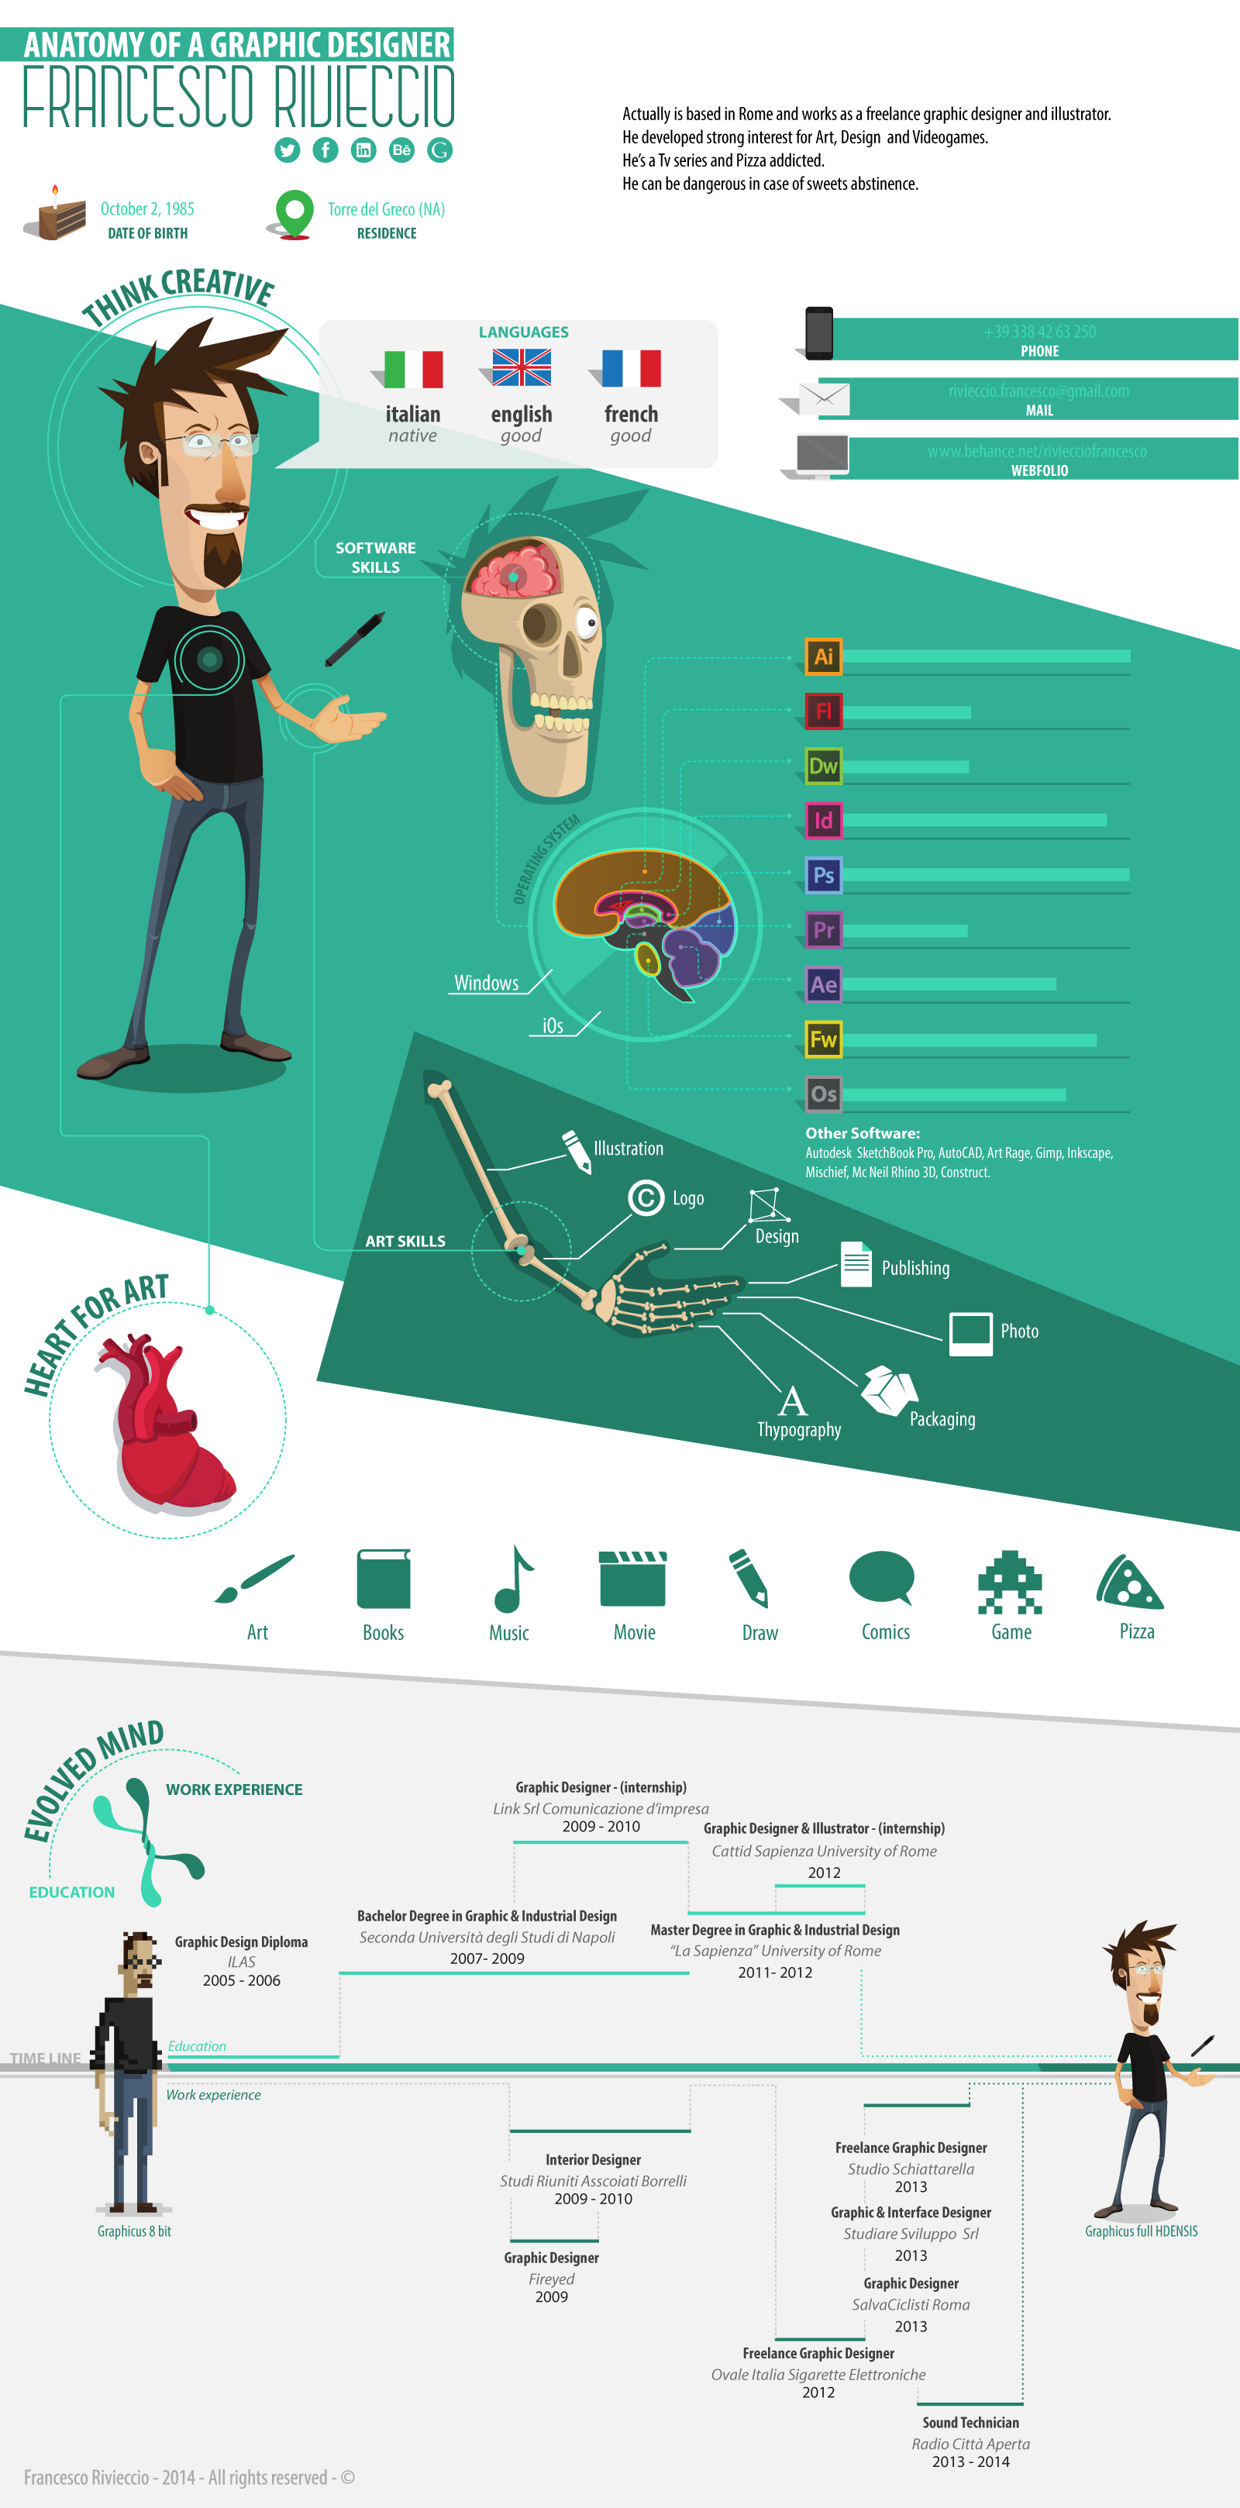 ANATOMY OF A GRAPHIC DESIGNER
FRANCESCO RIVIECCIO
Bē
G
October 2, 1985
DATE OF BIRTH
Torre del Greco (NA)
RESIDENCE
Actually is based in Rome and works as a freelance graphic designer and illustrator.
He developed strong interest for Art, Design and Videogames.
He's a Tv series and Pizza addicted.
He can be dangerous in case of sweets abstinence.
THINK CREATIVE
LANGUAGES
italian
native
english
good
french
good
+39 338 42 63 250
PHONE
rivieccio.francesco@gmail.com
MAIL
www.behance.net/rivieccio​francesco
WEBFOLIO
SOFTWARE
SKILLS
Ai
Fl
Dw
Id
Ps
Pr
Ae
Fw
Os
OPERATING SYSTEM
Windows
iOs
Other Software:
Autodesk SketchBook Pro, AutoCAD, Art Rage, Gimp, Inkscape,
Mischief, Mc Neil Rhino 3D, Construct.
ART SKILLS
Illustration
C Logo
Design
Publishing
Photo
Packaging
A
Thypography
HEART FOR ART
Art
Books
Music
Movie
Draw
Comics
Game
Pizza
EVOLVED MIND
WORK EXPERIENCE
EDUCATION
Graphic Designer - (internship)
Link Srl Comunicazione d'impresa
2009 - 2010
Graphic Designer & Illustrator - (internship)
Cattid Sapienza University of Rome
2012
Graphic Design Diploma
ILAS
2005 - 2006
Bachelor Degree in Graphic & Industrial Design
Seconda Università degli Studi di Napoli
2007- 2009
Master Degree in Graphic & Industrial Design
"La Sapienza" University of Rome
2011- 2012
Education
TIME LINE
Work experience
Graphicus 8 bit
Graphicus full HDENSIS
Interior Designer
Studi Riuniti Asscoiati Borrelli
2009 - 2010
Graphic Designer
Fireyed
2009
Freelance Graphic Designer
Studio Schiattarella
2013
Graphic & Interface Designer
Studiare Sviluppo Srl
2013
Graphic Designer
SalvaCiclisti Roma
2013
Freelance Graphic Designer
Ovale Italia Sigarette Elettroniche
2012
Sound Technician
Radio Città Aperta
2013 - 2014
Francesco Rivieccio - 2014 - All rights reserved - ©